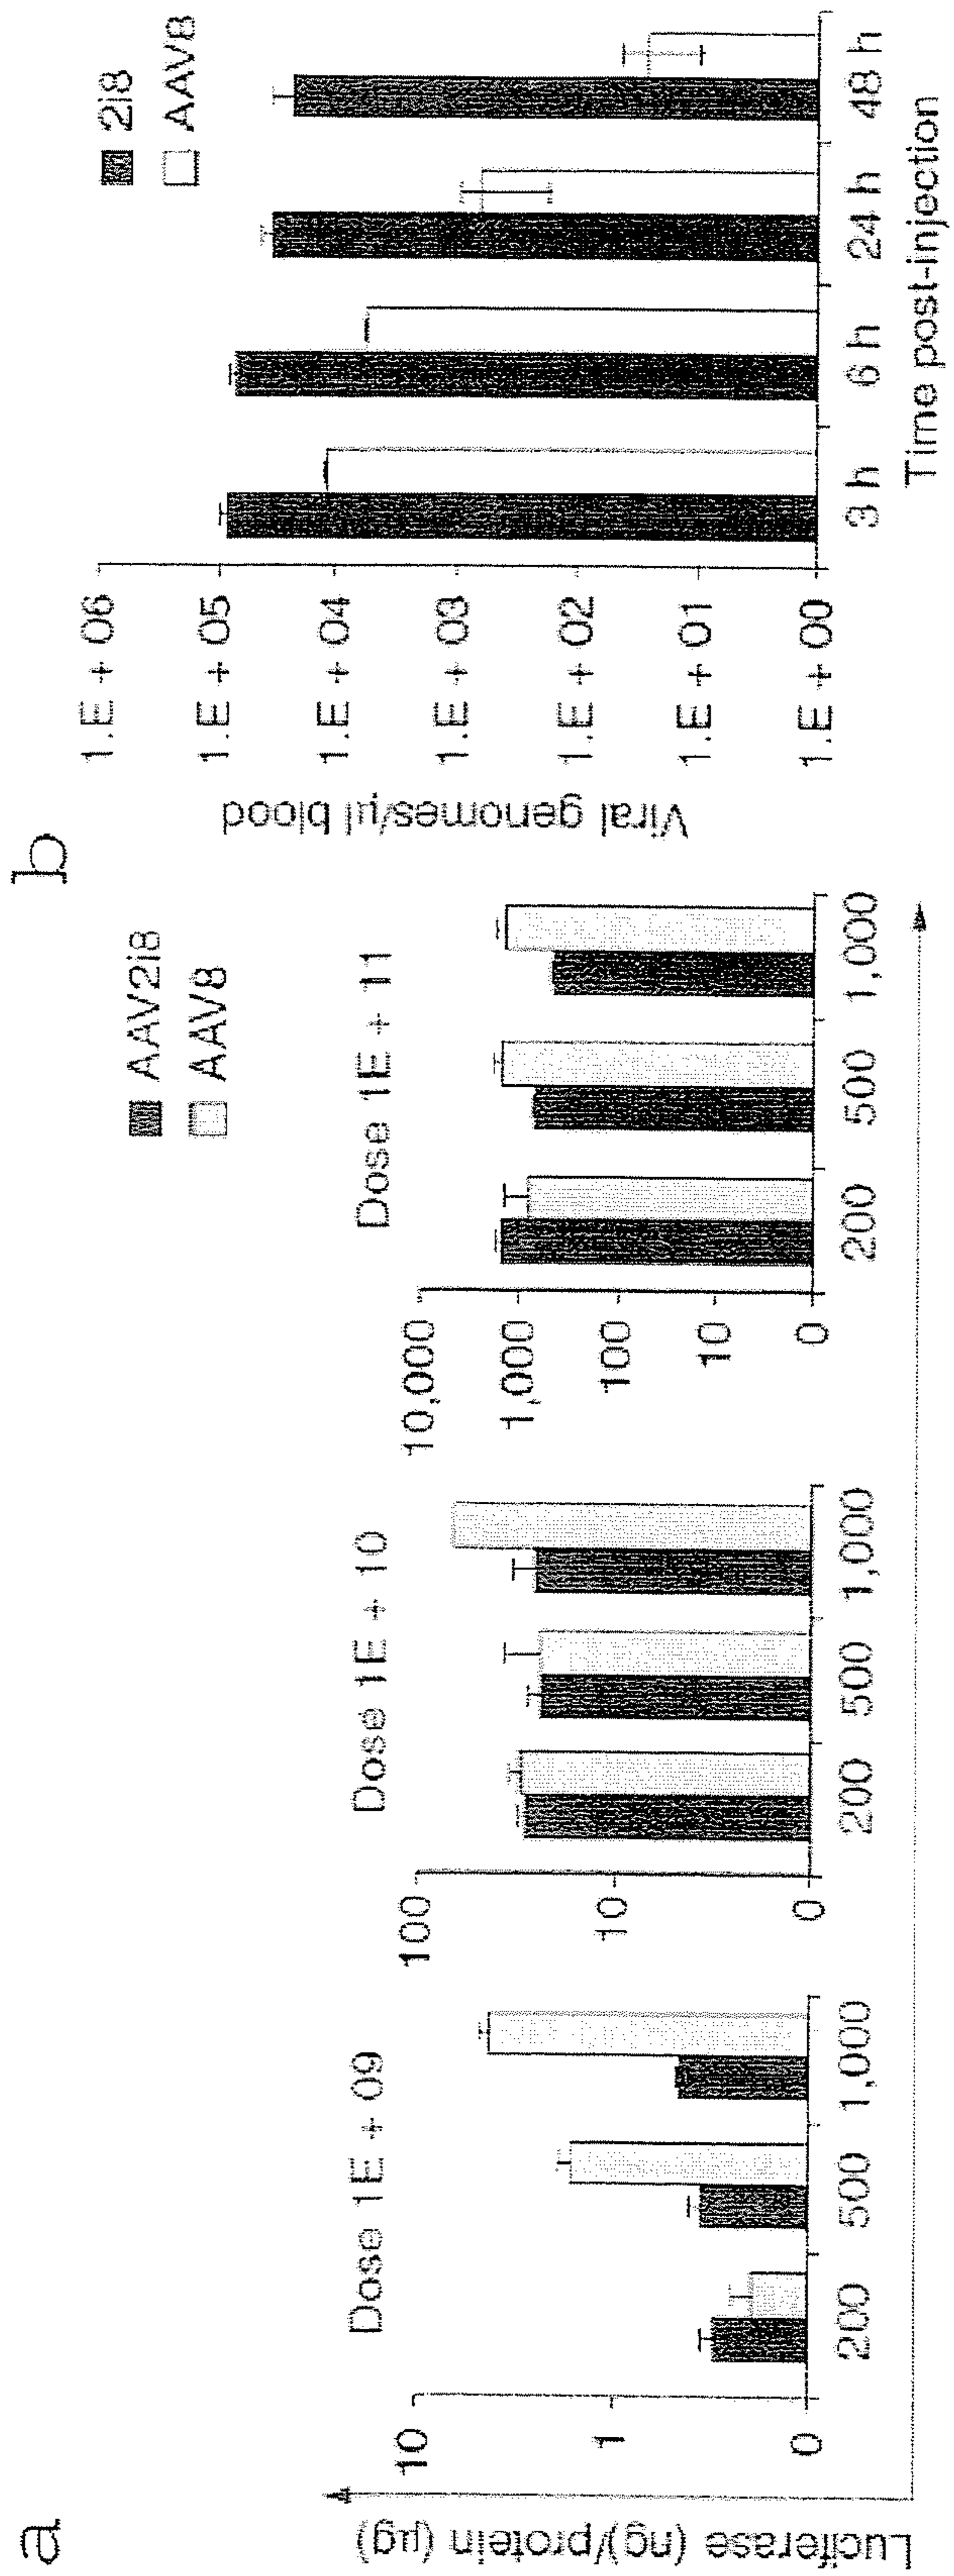 a
Luciferase (ng)/protein (µg)
AAV2i8
AAV8
Dose 1E + 09
10
1
0
200
500
1,000
Dose 1E + 10
100
10
0
200
500
1,000
Dose 1E + 11
10,000
1,000
100
10
0
200
500
1,000
b
Viral genomes/µl blood
2i8
AAV8
1.E + 06
1.E + 05
1.E + 04
1.E + 03
1.E + 02
1.E + 01
1.E + 00
3 h
6 h
24 h
48 h
Time post-injection